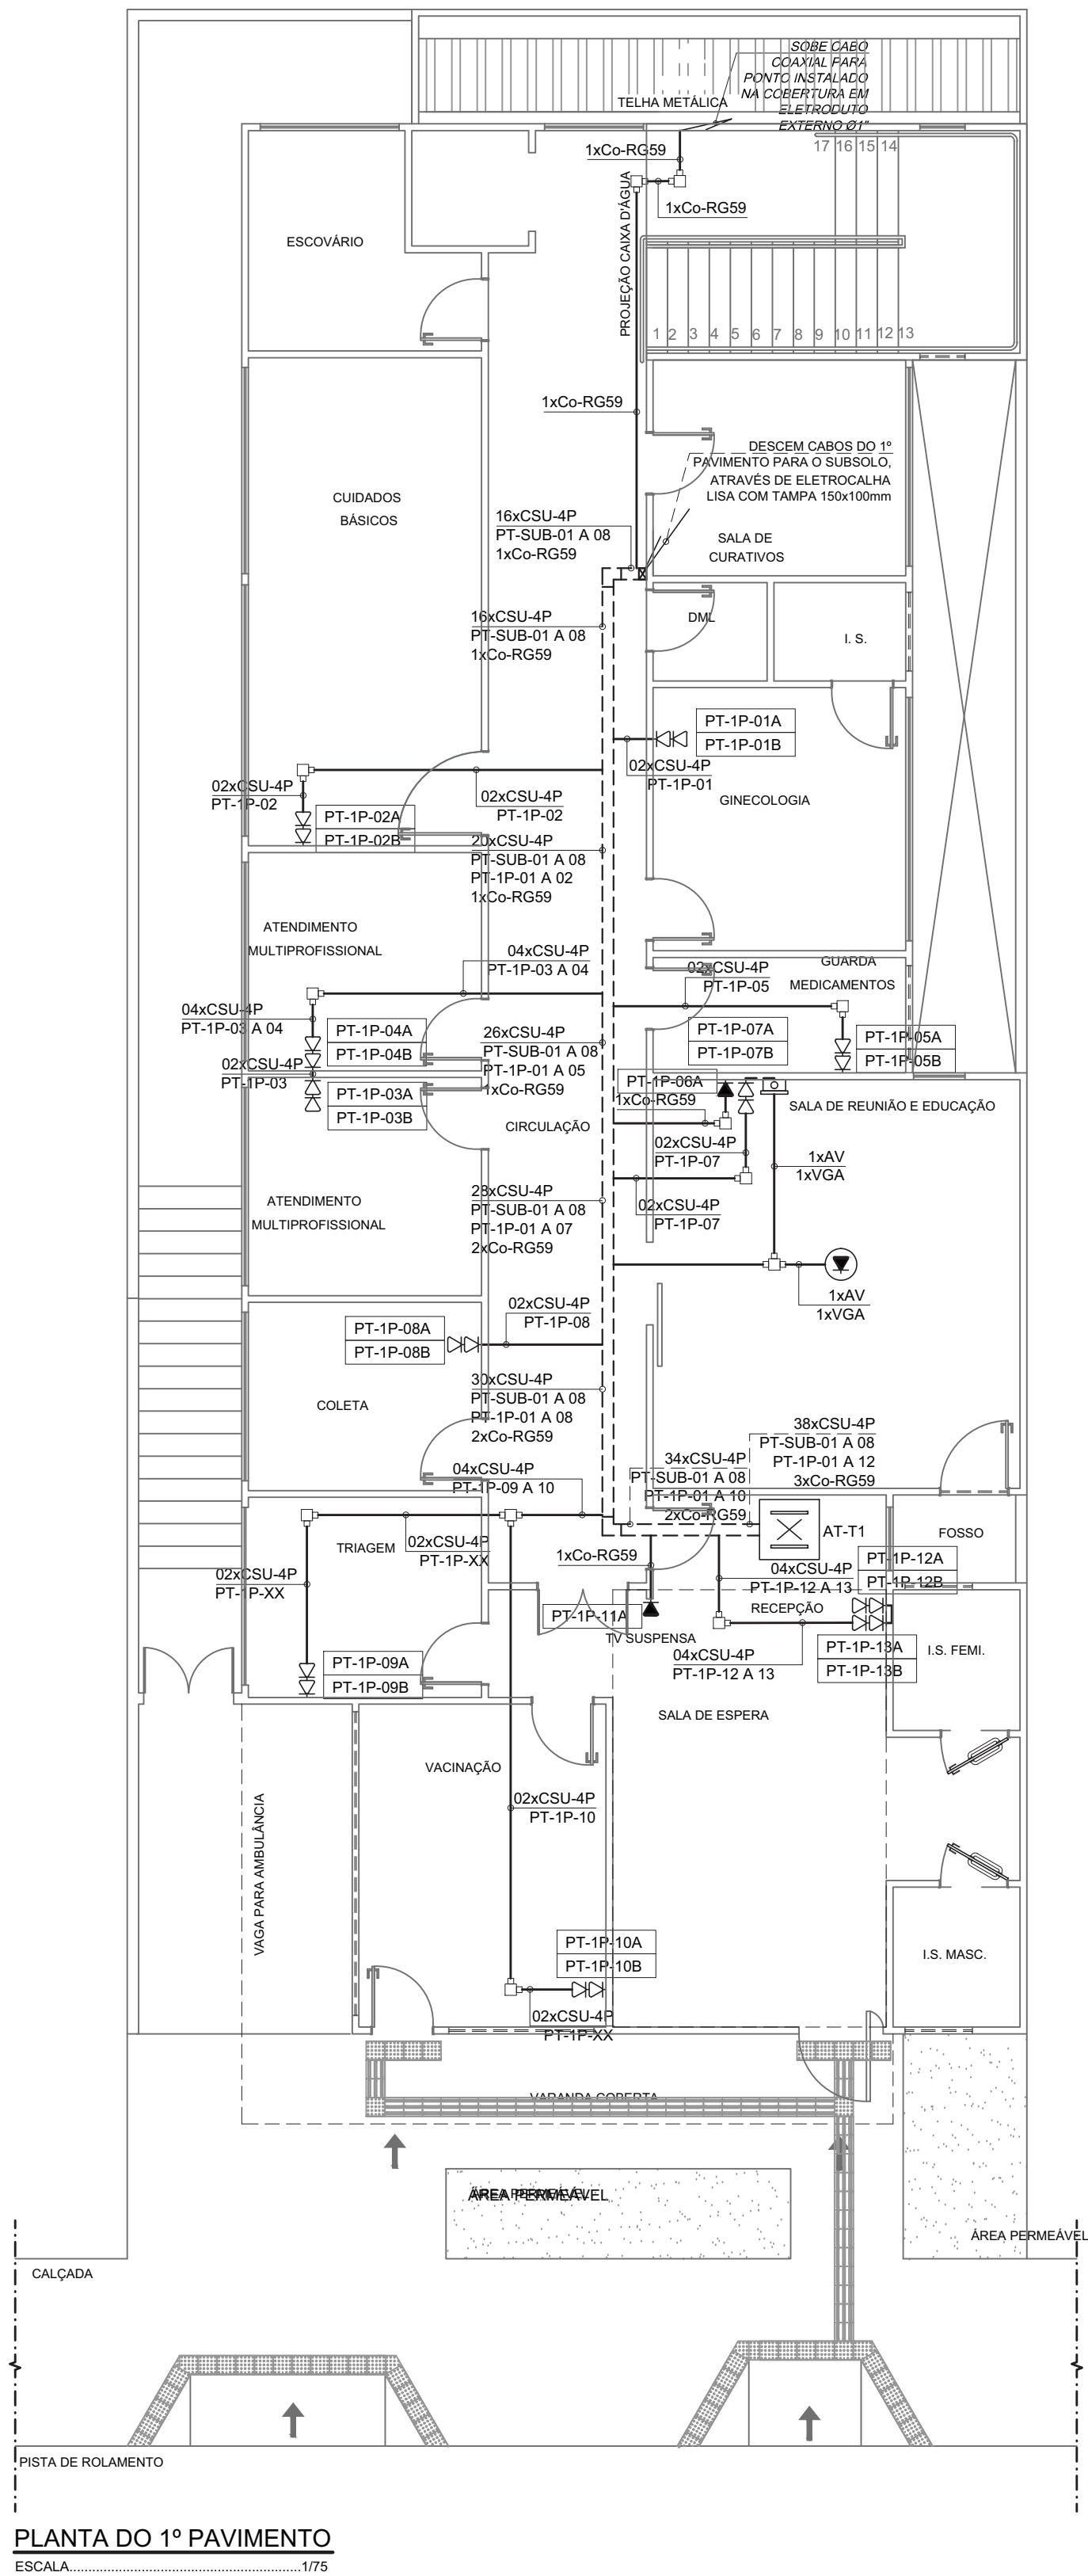 SOBE CABO
COAXIAL PARA
PONTO INSTALADO
NA COBERTURA EM
ELETRODUTO
EXTERNO Ø1"
TELHA METÁLICA
17 16 15 14
1xCo-RG59
1xCo-RG59
PROJEÇÃO CAIXA D'ÁGUA
ESCOVÁRIO
1 2 3 4 5 6 7 8 9 10 11 12 13
1xCo-RG59
DESCEM CABOS DO 1º
PAVIMENTO PARA O SUBSOLO,
ATRAVÉS DE ELETROCALHA
LISA COM TAMPA 150x100mm
CUIDADOS
BÁSICOS
16xCSU-4P
PT-SUB-01 A 08
1xCo-RG59
SALA DE
CURATIVOS
16xCSU-4P
PT-SUB-01 A 08
1xCo-RG59
DML
I. S.
PT-1P-01A
PT-1P-01B
02xCSU-4P
PT-1P-01
GINECOLOGIA
02xCSU-4P
PT-1P-02
02xCSU-4P
PT-1P-02
PT-1P-02A
PT-1P-02B
20xCSU-4P
PT-SUB-01 A 08
PT-1P-01 A 02
1xCo-RG59
ATENDIMENTO
MULTIPROFISSIONAL
04xCSU-4P
PT-1P-03 A 04
GUARDA
MEDICAMENTOS
02xCSU-4P
PT-1P-05
04xCSU-4P
PT-1P-03 A 04
PT-1P-04A
PT-1P-04B
02xCSU-4P
PT-1P-03
PT-1P-03A
PT-1P-03B
26xCSU-4P
PT-SUB-01 A 08
PT-1P-01 A 05
1xCo-RG59
PT-1P-07A
PT-1P-07B
PT-1P-05A
PT-1P-05B
PT-1P-06A
1xCo-RG59
SALA DE REUNIÃO E EDUCAÇÃO
CIRCULAÇÃO
02xCSU-4P
PT-1P-07
1xAV
1xVGA
ATENDIMENTO
MULTIPROFISSIONAL
28xCSU-4P
PT-SUB-01 A 08
PT-1P-01 A 07
2xCo-RG59
02xCSU-4P
PT-1P-07
1xAV
1xVGA
02xCSU-4P
PT-1P-08
PT-1P-08A
PT-1P-08B
30xCSU-4P
PT-SUB-01 A 08
PT-1P-01 A 08
2xCo-RG59
COLETA
38xCSU-4P
PT-SUB-01 A 08
PT-1P-01 A 12
3xCo-RG59
34xCSU-4P
PT-SUB-01 A 08
PT-1P-01 A 10
2xCo-RG59
04xCSU-4P
PT-1P-09 A 10
AT-T1
FOSSO
TRIAGEM
02xCSU-4P
PT-1P-XX
02xCSU-4P
PT-1P-XX
1xCo-RG59
04xCSU-4P
PT-1P-12 A 13
PT-1P-12A
PT-1P-12B
PT-1P-11A
RECEPÇÃO
TV SUSPENSA
04xCSU-4P
PT-1P-12 A 13
PT-1P-13A
PT-1P-13B
I.S. FEMI.
PT-1P-09A
PT-1P-09B
SALA DE ESPERA
VACINAÇÃO
02xCSU-4P
PT-1P-10
VAGA PARA AMBULÂNCIA
PT-1P-10A
PT-1P-10B
I.S. MASC.
02xCSU-4P
PT-1P-XX
VARANDA COBERTA
ÁREA PERMEÁVEL
ÁREA PERMEÁVEL
ÁREA PERMEÁVEL
CALÇADA
PISTA DE ROLAMENTO
PLANTA DO 1º PAVIMENTO
ESCALA..........................................................1/75